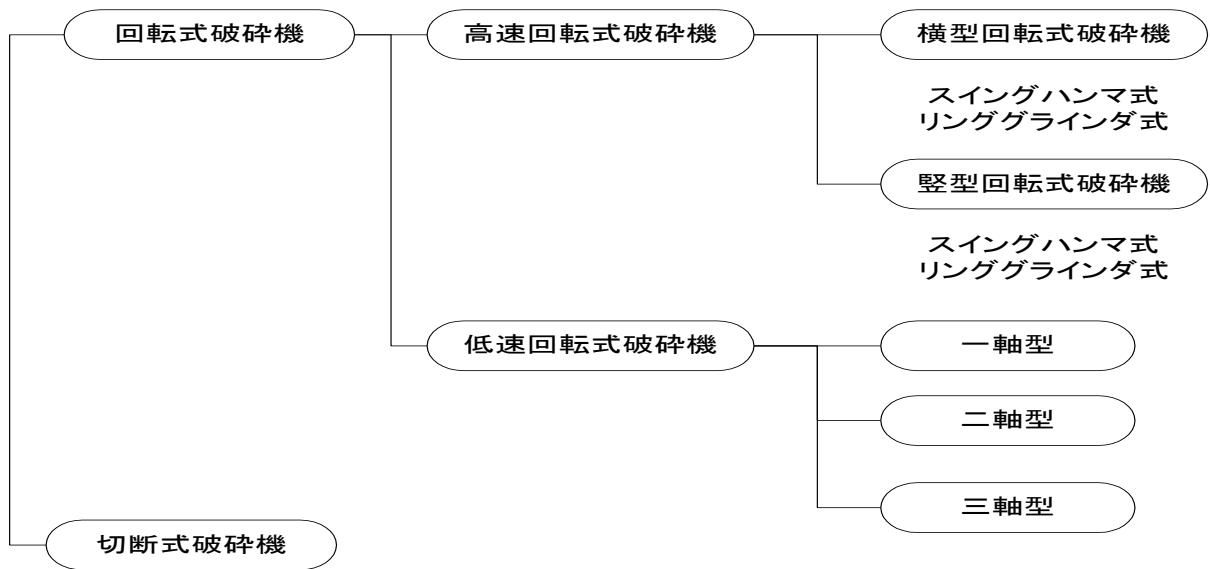 回転式破砕機
高速回転式破砕機
横型回転式破砕機
スイングハンマ式
リンググラインダ式
竪型回転式破砕機
スイングハンマ式
リンググラインダ式
低速回転式破砕機
一軸型
二軸型
三軸型
切断式破砕機